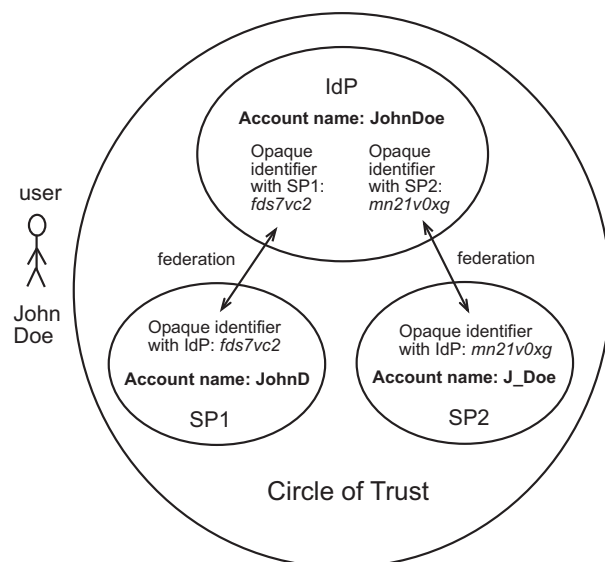 IdP
Account name: JohnDoe
Opaque
identifier
with SP1:
fds7vc2
Opaque
identifier
with SP2:
mn21v0xg
user
John
Doe
federation
federation
Opaque identifier
with IdP: fds7vc2
Account name: JohnD
SP1
Opaque identifier
with IdP: mn21v0xg
Account name: J_Doe
SP2
Circle of Trust